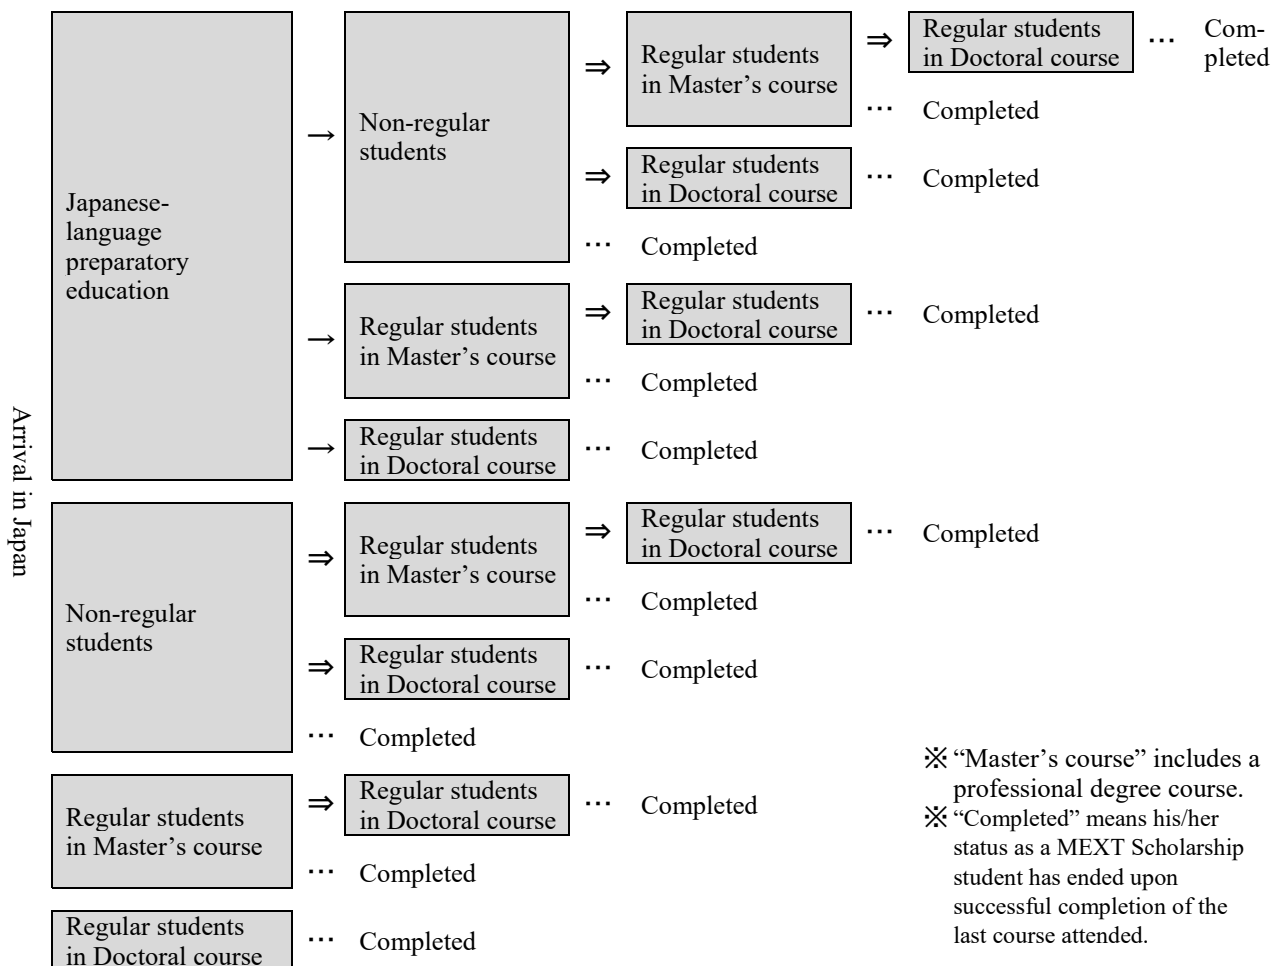 Arrival in Japan
Japanese-
language
preparatory
education
→
Non-regular
students
⇒
Regular students
in Master’s course
⇒
Regular students
in Doctoral course
…
Com-
pleted
…
Completed
⇒
Regular students
in Doctoral course
…
Completed
…
Completed
→
Regular students
in Master’s course
⇒
Regular students
in Doctoral course
…
Completed
…
Completed
→
Regular students
in Doctoral course
…
Completed
Non-regular
students
⇒
Regular students
in Master’s course
⇒
Regular students
in Doctoral course
…
Completed
…
Completed
⇒
Regular students
in Doctoral course
…
Completed
…
Completed
Regular students
in Master’s course
⇒
Regular students
in Doctoral course
…
Completed
…
Completed
Regular students
in Doctoral course
…
Completed
※ “Master’s course” includes a
professional degree course.
※ “Completed” means his/her
status as a MEXT Scholarship
student has ended upon
successful completion of the
last course attended.